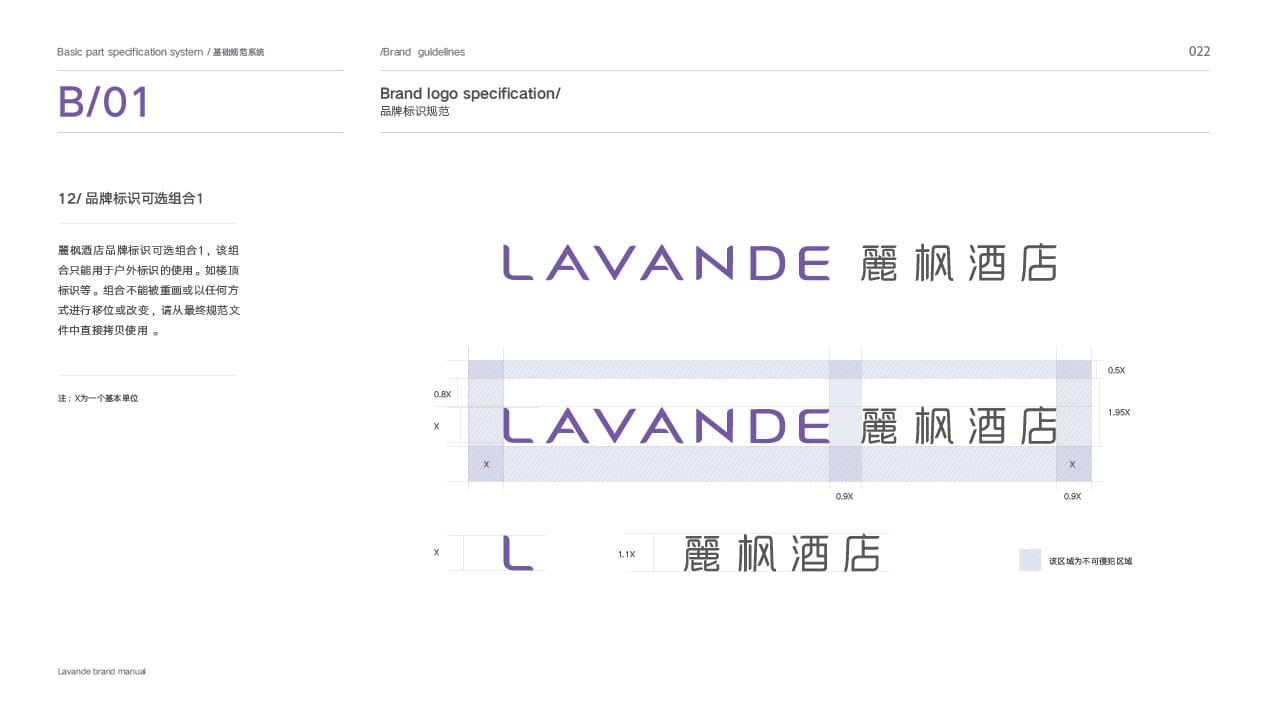 Basic part specification system / 基础规范系统
/Brand guidelines
022
B/01
Brand logo specification/
品牌标识规范
12/ 品牌标识可选组合1
麗枫酒店品牌标识可选组合1，该组
合只能用于户外标识的使用。如楼顶
标识等。组合不能被重画或以任何方
式进行移位或改变，请从最终规范文
件中直接拷贝使用 。
注：X为一个基本单位
LAVANDE 麗枫酒店
0.5X
0.8X
1.95X
X
LAVANDE 麗枫酒店
X
X
0.9X
0.9X
X
L
1.1X
麗枫酒店
该区域为不可侵犯区域
Lavande brand manual